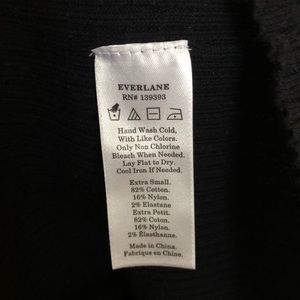 EVERLANE
RN# 139393
Hand Wash Cold,
With Like Colors.
Only Non Chlorine
Bleach When Needed.
Lay Flat to Dry.
Cool Iron If Needed.
Extra Small.
82% Cotton.
16% Nylon.
2% Elastane
Extra Petit.
82% Coton.
16% Nylon.
2% Élasthanne.
Made in China.
Fabriqué en Chine.